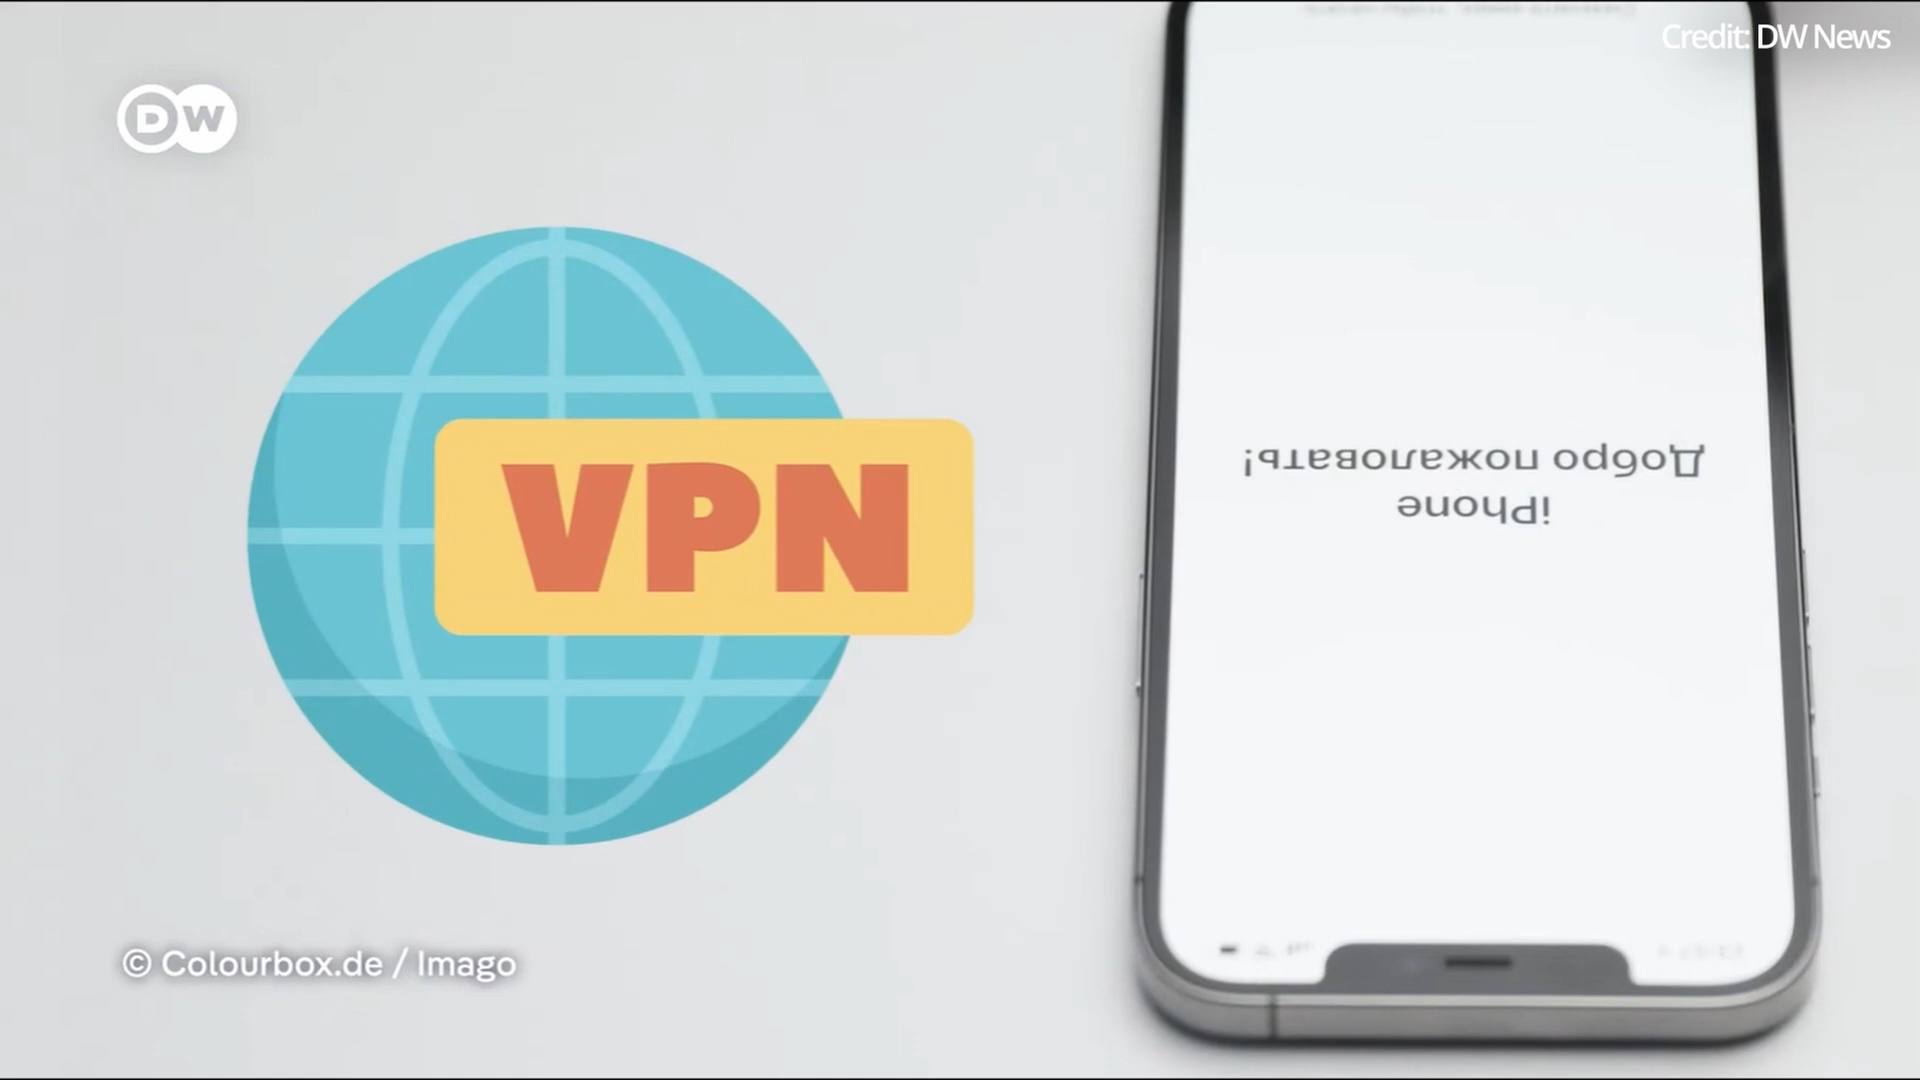 Credit: DW News
DW
VPN
Добро пожаловать!
iPhone
© Colourbox.de / Imago